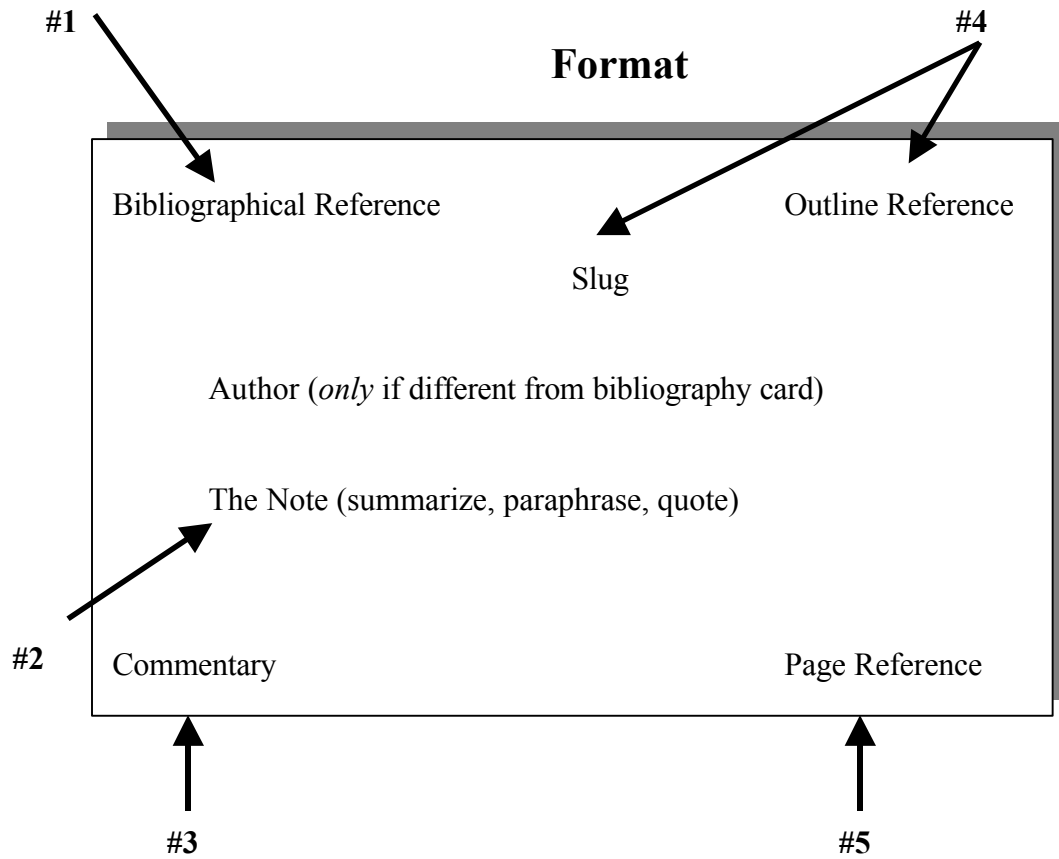 #1
#4
Format
Bibliographical Reference
Outline Reference
Slug
Author (only if different from bibliography card)
The Note (summarize, paraphrase, quote)
#2
Commentary
Page Reference
#3
#5